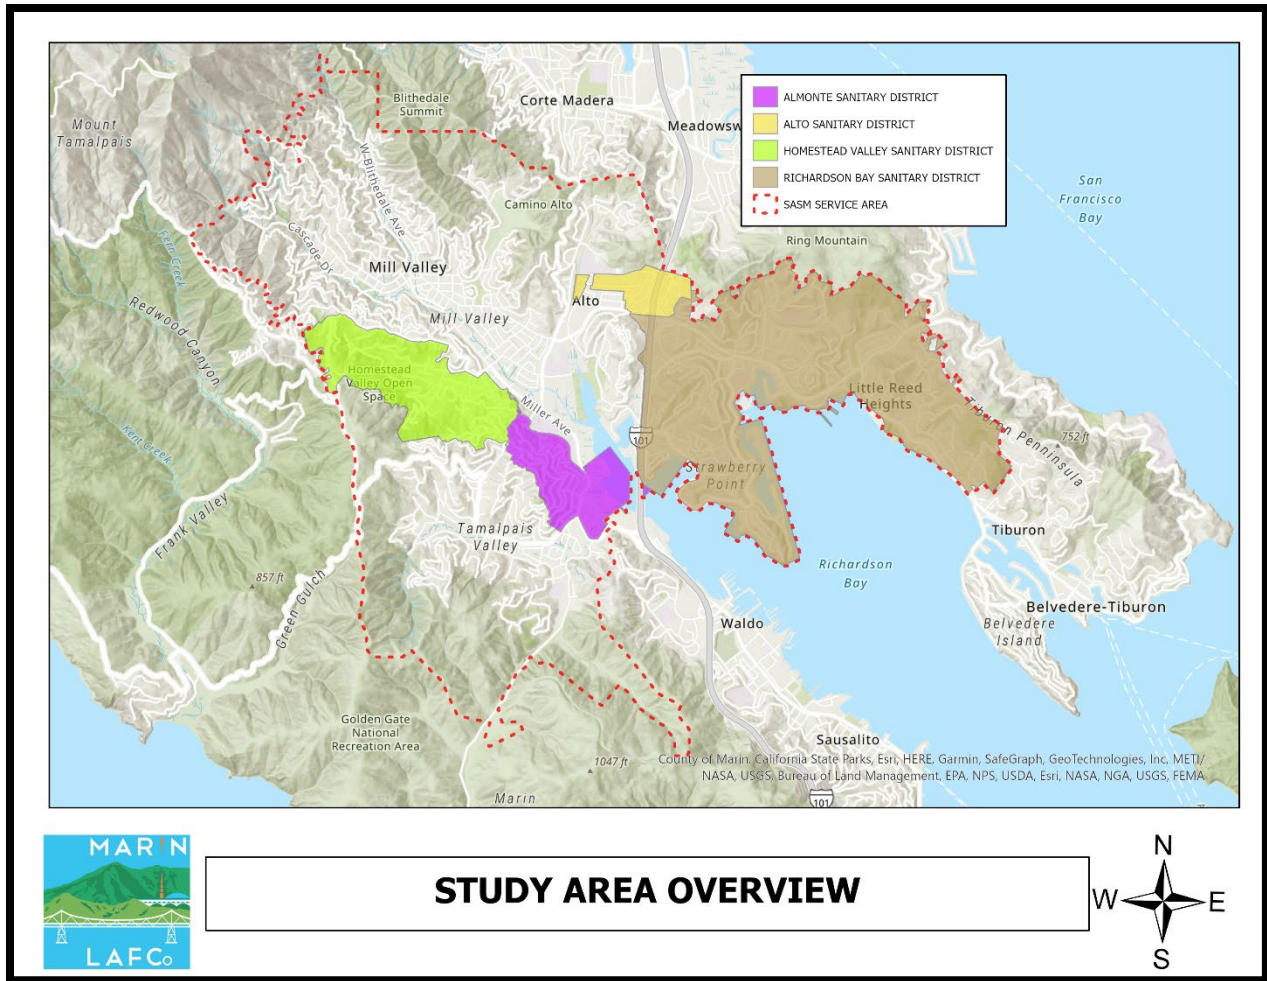 Mount
Tamalpais
Blithedale
Summit
Corte Madera
Meadowsw
ALMONTE SANITARY DISTRICT
ALTO SANITARY DISTRICT
HOMESTEAD VALLEY SANITARY DISTRICT
RICHARDSON BAY SANITARY DISTRICT
SASM SERVICE AREA
San
Francisco
Bay
W Blithedale Ave
Camino Alto
Cascade Dr
Fern Creek
Ring Mountain
Mill Valley
Alto
Mill Valley
Redwood Canyon
Homestead
Valley Open
Space
Miller Ave
Little Reed
Heights
Kent Creek
101
Strawberry
Point
Tiburon Penninsula
752 ft
Frank Valley
Tamalpais
Valley
Tiburon
Richardson
Bay
857 ft
Green Gulch
Waldo
Belvedere-Tiburon
Belvedere
Island
Golden Gate
National
Recreation Area
Sausalito
1047 ft
County of Marin, California State Parks, Esri, HERE, Garmin, SafeGraph, GeoTechnologies, Inc, METI/
NASA, USGS, Bureau of Land Management, EPA, NPS, USDA, Esri, NASA, NGA, USGS, FEMA
Marin
101
MARIN
LAFCo
STUDY AREA OVERVIEW
N
W
E
S